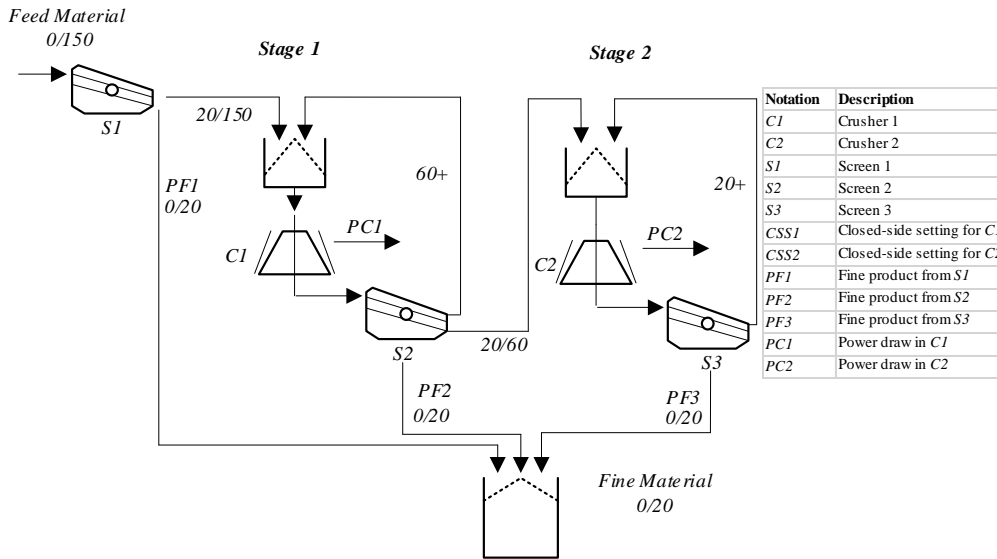 Feed Material
0/150
Stage 1
Stage 2
S1
20/150
60+
20+
PF1
0/20
C1
PC1
C2
PC2
S2
20/60
S3
PF2
0/20
PF3
0/20
Fine Material
0/20
Notation Description
C1 Crusher 1
C2 Crusher 2
S1 Screen 1
S2 Screen 2
S3 Screen 3
CSS1 Closed-side setting for C1
CSS2 Closed-side setting for C2
PF1 Fine product from S1
PF2 Fine product from S2
PF3 Fine product from S3
PC1 Power draw in C1
PC2 Power draw in C2